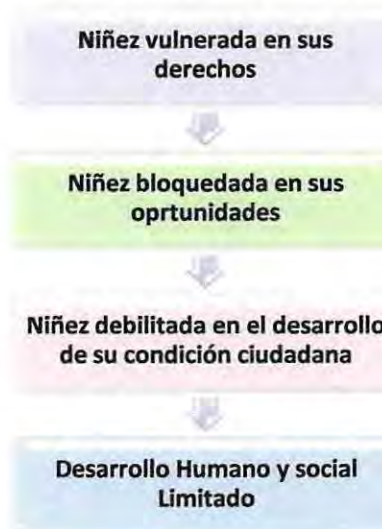 Niñez vulnerada en sus
derechos
Niñez bloquedada en sus
oprtunidades
Niñez debilitada en el desarrollo
de su condición ciudadana
Desarrollo Humano y social
Limitado